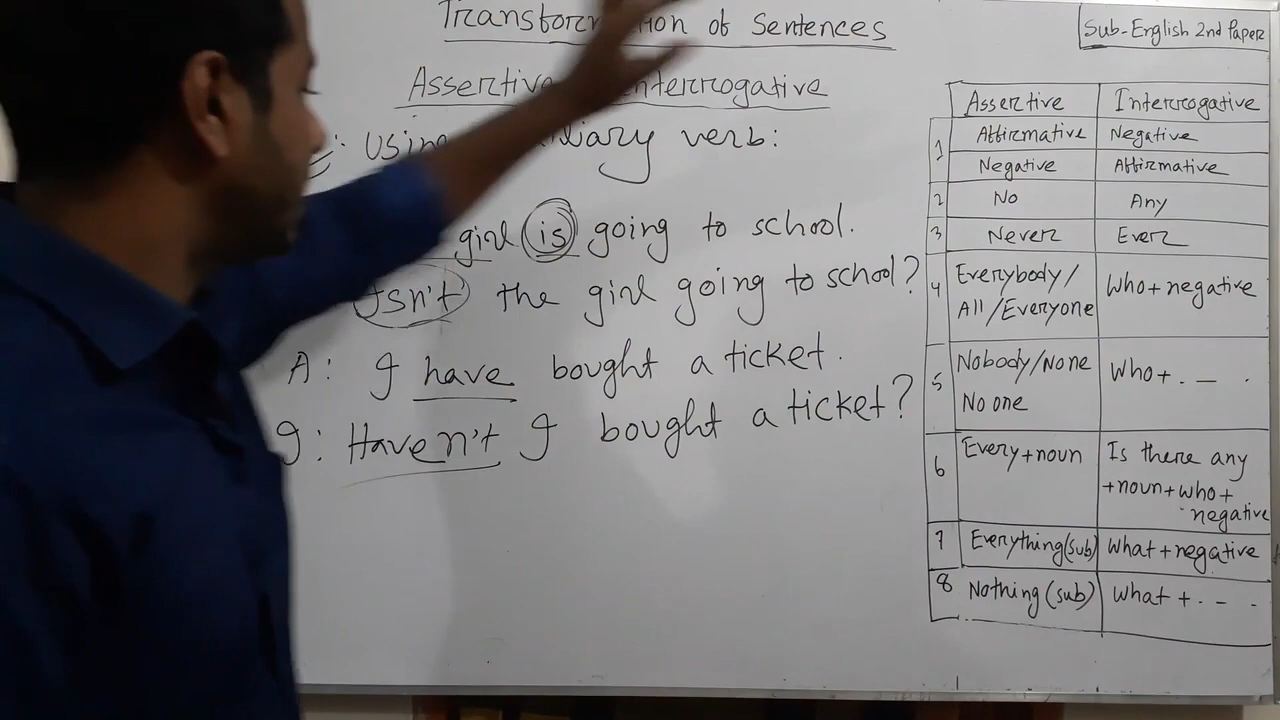 of Sentences
Sub-English 2nd Paper
Interrogative
verb:
girl is going to school.
Isn't the girl going to school?
A: I have bought a ticket.
I: Haven't I bought a ticket?
Assertive Interrogative
1 Affirmative Negative
Negative Affirmative
2 No Any
3 Never Ever
4 Everybody/ All/Everyone Who+negative
5 Nobody/None No one Who+. _ .
6 Every+noun Is there any +noun+who+ negative
7 Everything(sub) What+negative
8 Nothing(sub) What +. - -